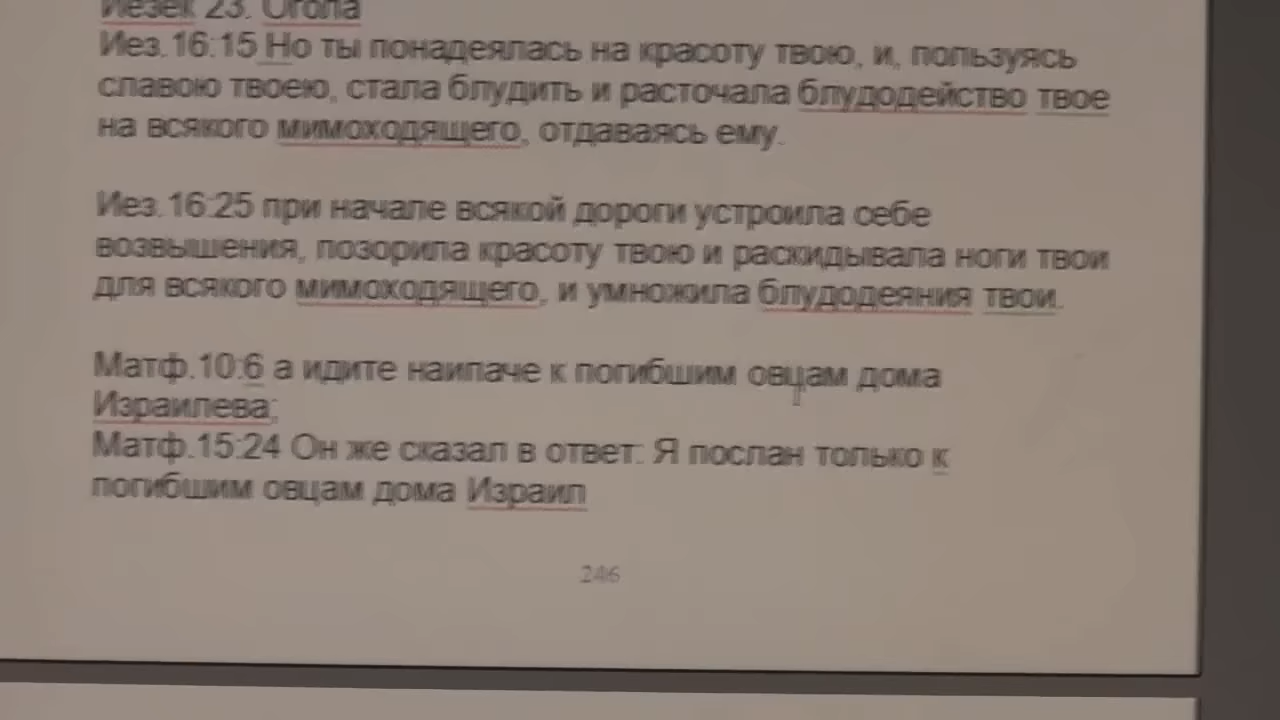 Иезек 23. Огола
Иез.16:15 Но ты понадеялась на красоту твою, и, пользуясь
славою твоею, стала блудить и расточала блудодейство твое
на всякого мимоходящего, отдаваясь ему.
Иез.16:25 при начале всякой дороги устроила себе
возвышения, позорила красоту твою и раскидывала ноги твои
для всякого мимоходящего, и умножила блудодеяния твои.
Матф.10:6 а идите наипаче к погибшим овцам дома
Израилева;
Матф.15:24 Он же сказал в ответ: Я послан только к
погибшим овцам дома Израил
246